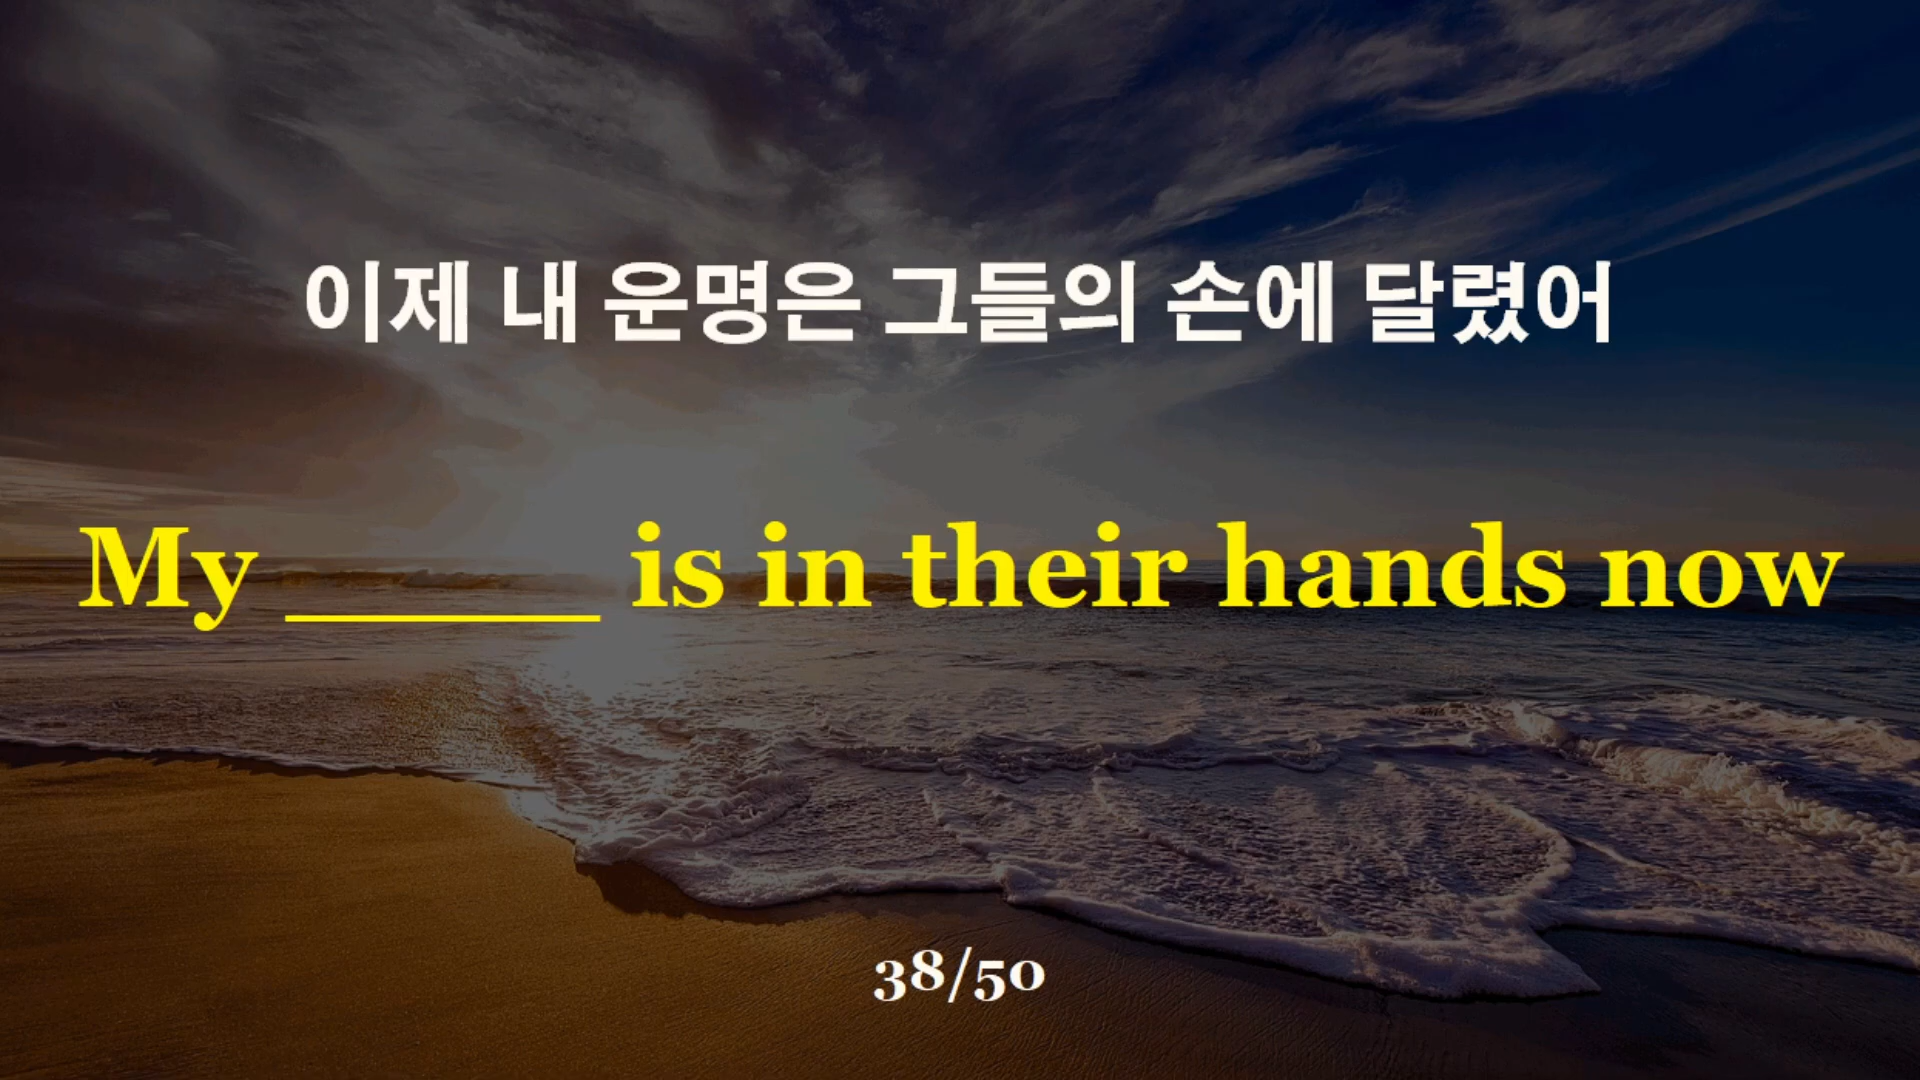 이제 내 운명은 그들의 손에 달렸어
My _____ is in their hands now
38/50